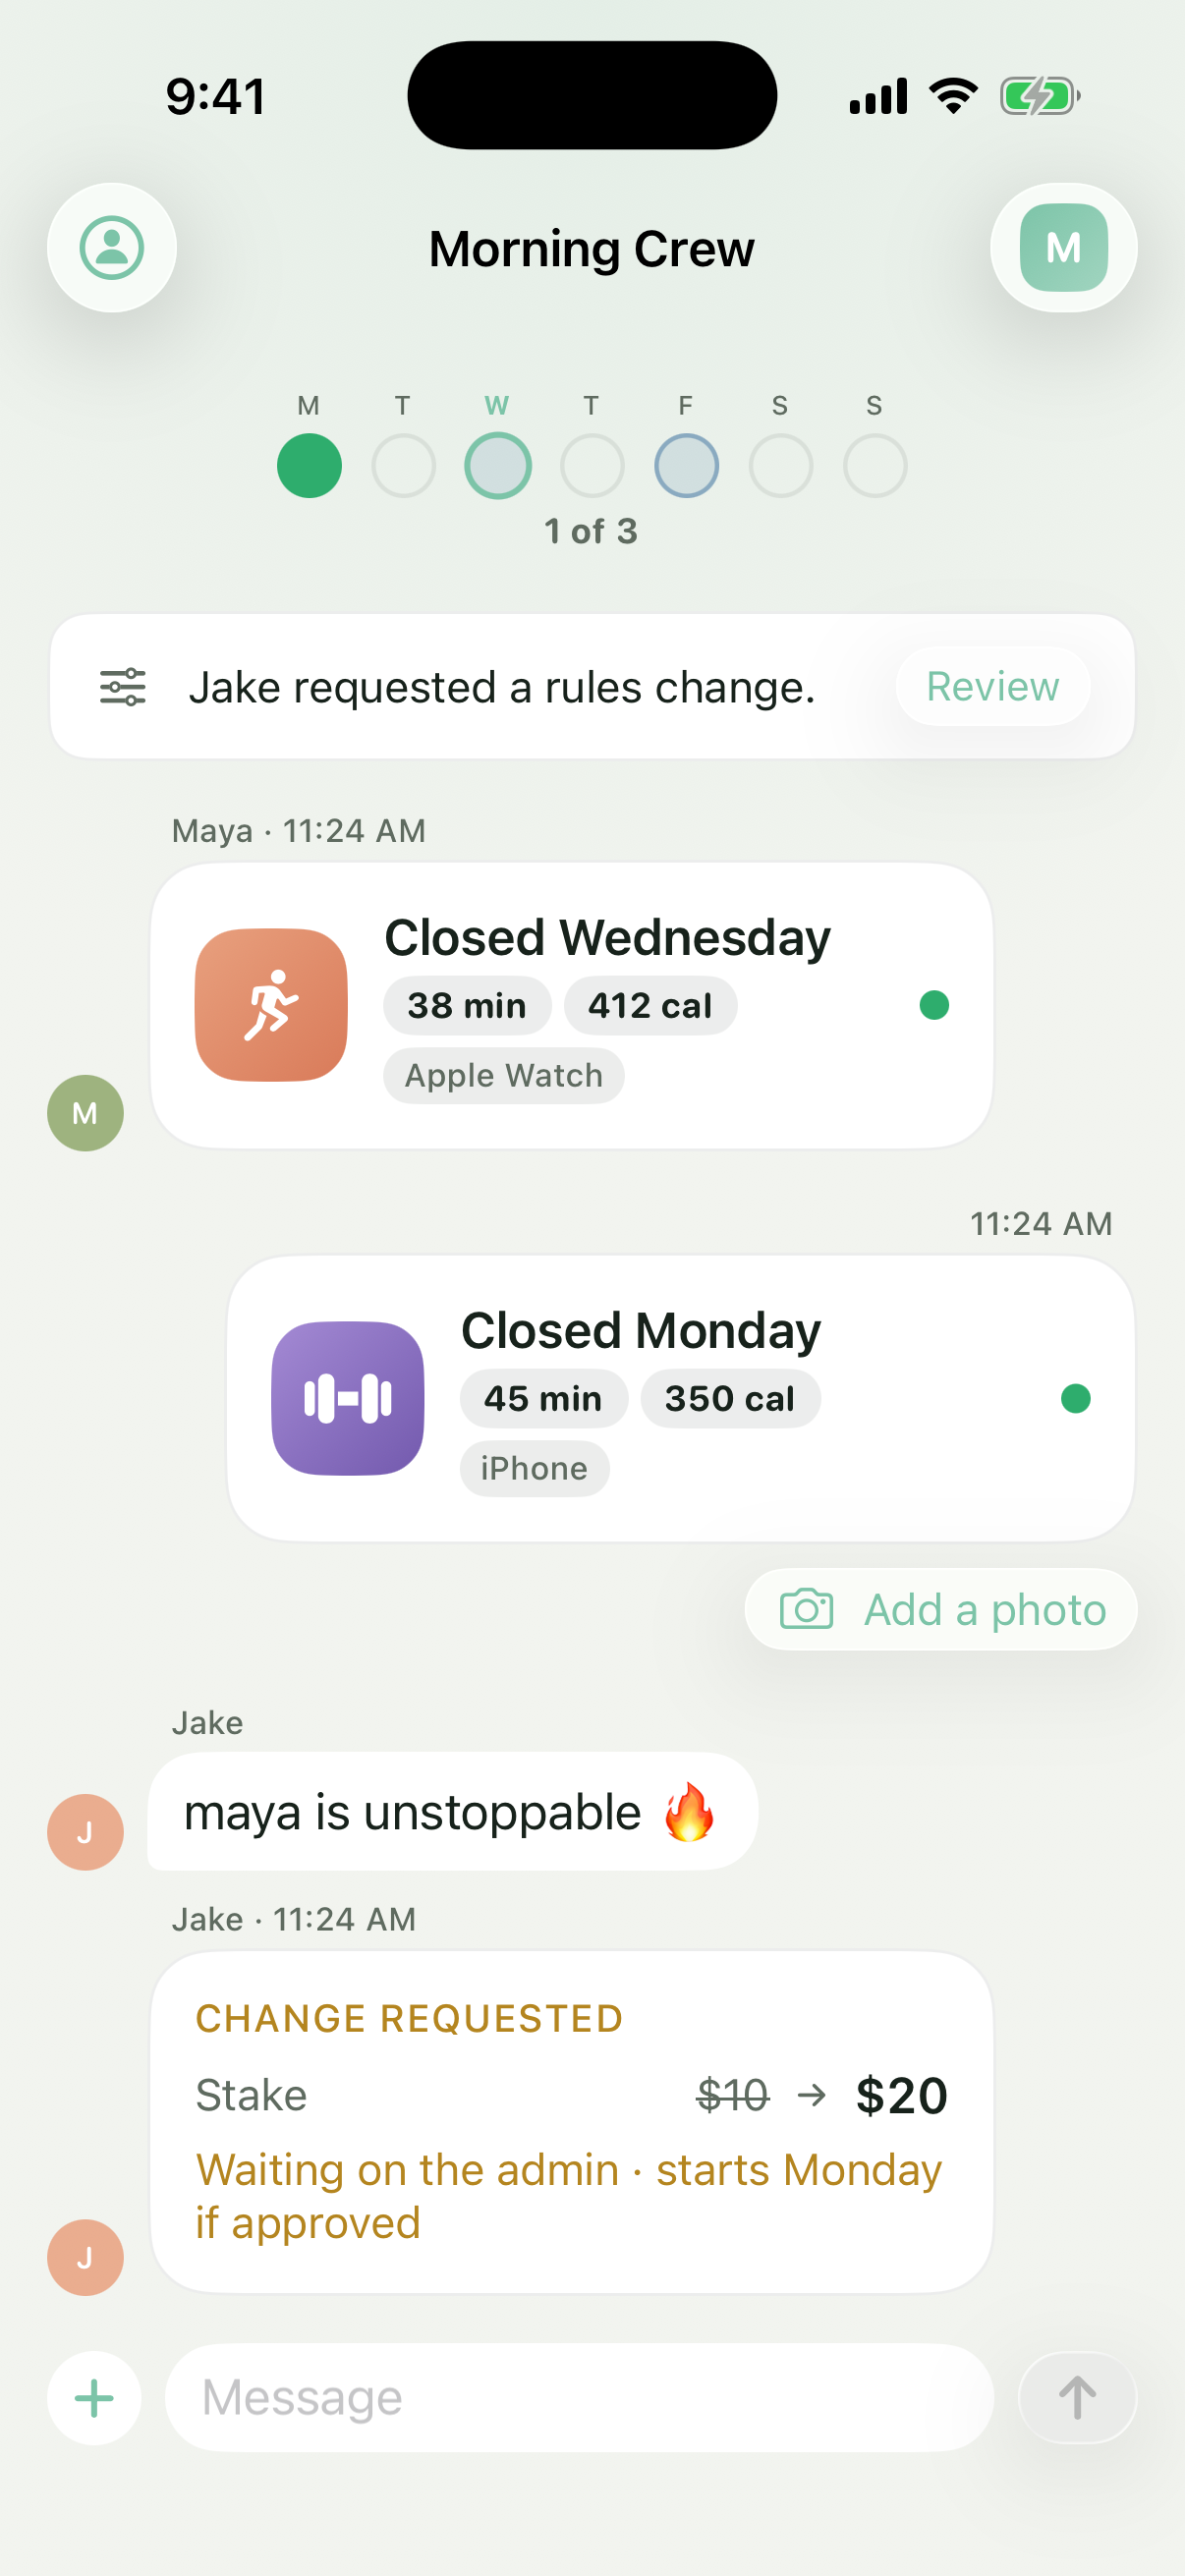 9:41
Morning Crew
M
M T W T F S S
1 of 3
Jake requested a rules change.
Review
Maya · 11:24 AM
Closed Wednesday
38 min 412 cal
Apple Watch
M
11:24 AM
Closed Monday
45 min 350 cal
iPhone
Add a photo
Jake
maya is unstoppable 🔥
J
Jake · 11:24 AM
CHANGE REQUESTED
Stake $10 → $20
Waiting on the admin · starts Monday
if approved
J
Message